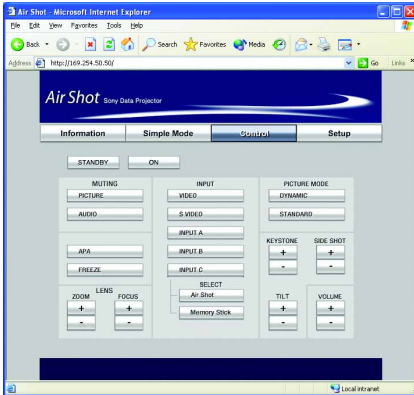 Air Shot - Microsoft Internet Explorer
File Edit View Favorites Tools Help
Back Search Favorites Media
Address http://169.254.50.50/ Go Links »
Air Shot Sony Data Projector
Information Simple Mode Control Setup
STANDBY ON
MUTING
PICTURE
AUDIO
APA
FREEZE
LENS
ZOOM FOCUS
+ +
- -
INPUT
VIDEO
S VIDEO
INPUT A
INPUT B
INPUT C
SELECT
Air Shot
Memory Stick
PICTURE MODE
DYNAMIC
STANDARD
KEYSTONE SIDE SHOT
+ +
- -
TILT VOLUME
+ +
- -
Local intranet